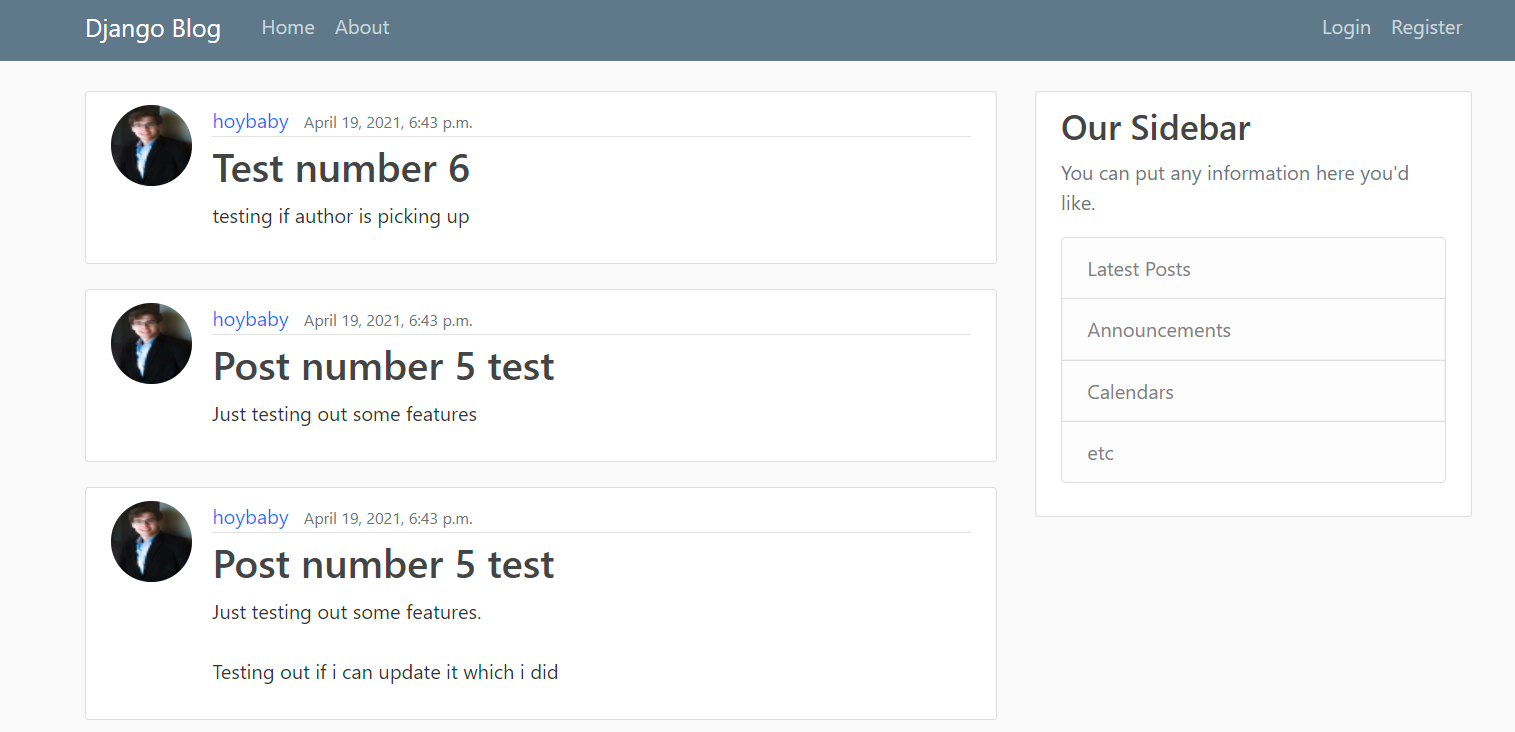 Django Blog Home About Login Register
hoybaby April 19, 2021, 6:43 p.m.
Test number 6
testing if author is picking up
hoybaby April 19, 2021, 6:43 p.m.
Post number 5 test
Just testing out some features
hoybaby April 19, 2021, 6:43 p.m.
Post number 5 test
Just testing out some features.
Testing out if i can update it which i did
Our Sidebar
You can put any information here you'd
like.
Latest Posts
Announcements
Calendars
etc